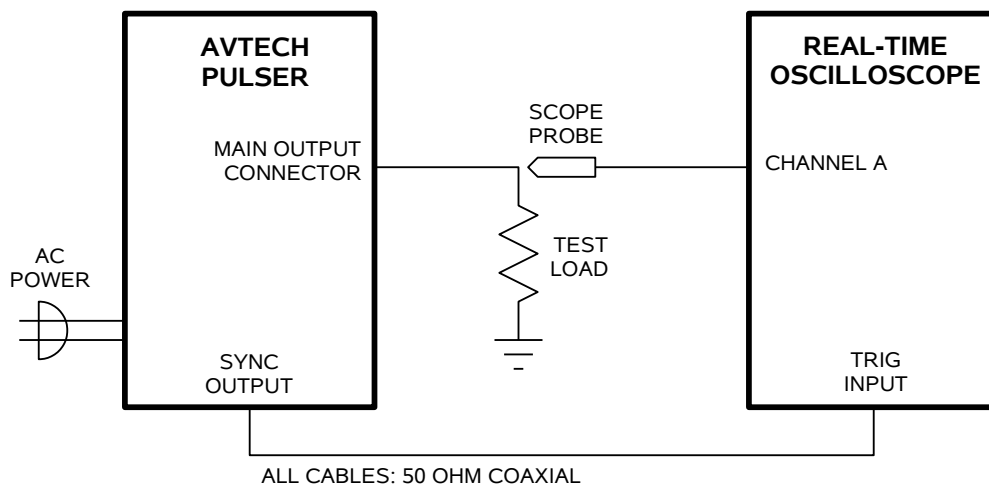 AVTECH
PULSER
REAL-TIME
OSCILLOSCOPE
SCOPE
PROBE
MAIN OUTPUT
CONNECTOR
CHANNEL A
TEST
LOAD
AC
POWER
SYNC
OUTPUT
TRIG
INPUT
ALL CABLES: 50 OHM COAXIAL